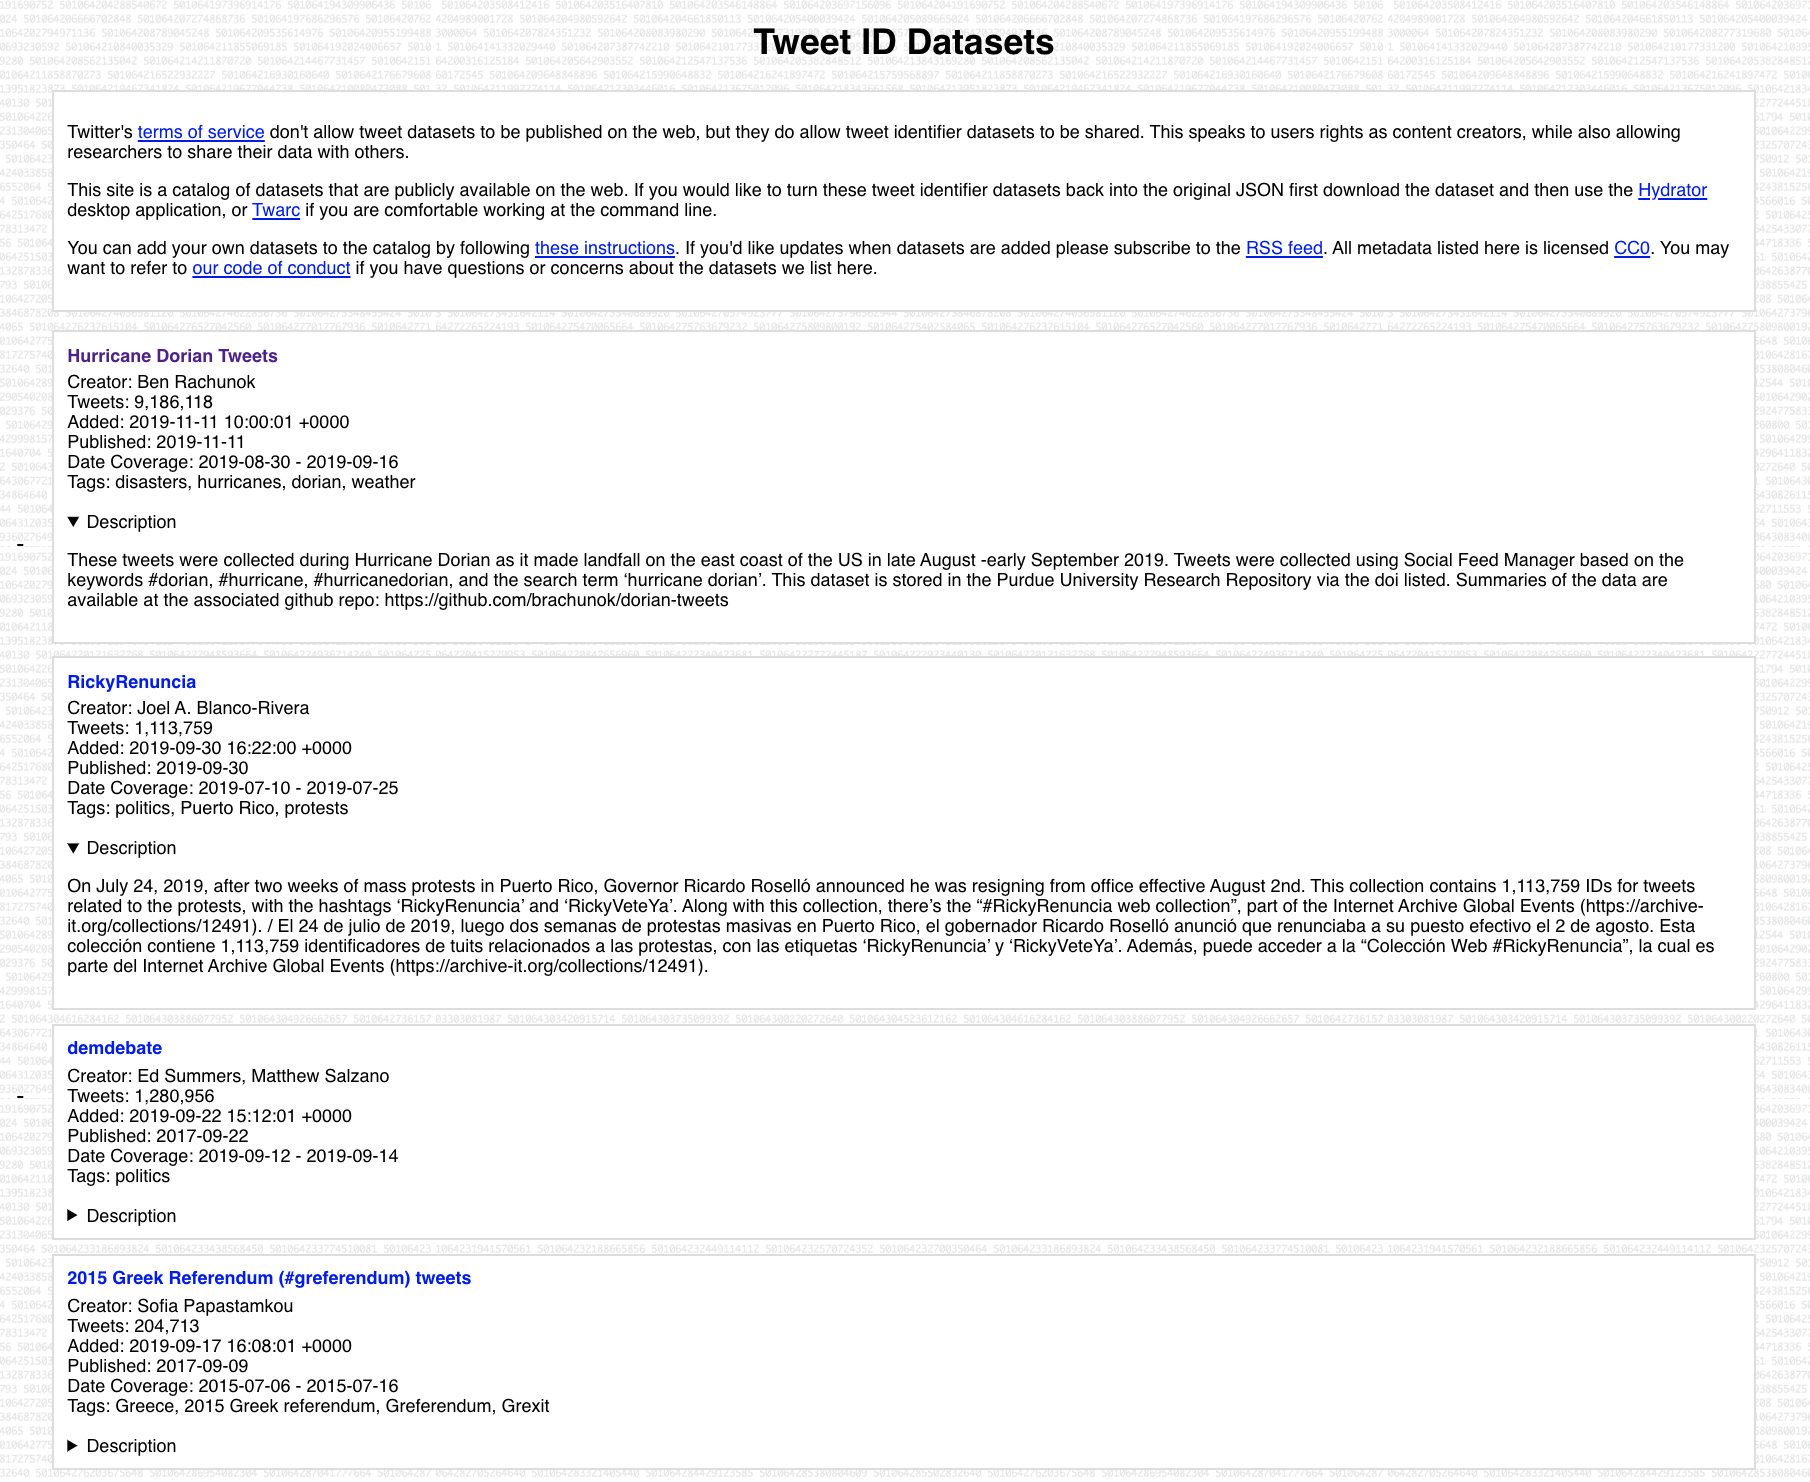 Tweet ID Datasets
Twitter's terms of service don't allow tweet datasets to be published on the web, but they do allow tweet identifier datasets to be shared. This speaks to users rights as content creators, while also allowing
researchers to share their data with others.
This site is a catalog of datasets that are publicly available on the web. If you would like to turn these tweet identifier datasets back into the original JSON first download the dataset and then use the Hydrator
desktop application, or Twarc if you are comfortable working at the command line.
You can add your own datasets to the catalog by following these instructions. If you'd like updates when datasets are added please subscribe to the RSS feed. All metadata listed here is licensed CC0. You may
want to refer to our code of conduct if you have questions or concerns about the datasets we list here.
Hurricane Dorian Tweets
Creator: Ben Rachunok
Tweets: 9,186,118
Added: 2019-11-11 10:00:01 +0000
Published: 2019-11-11
Date Coverage: 2019-08-30 - 2019-09-16
Tags: disasters, hurricanes, dorian, weather
▼ Description
These tweets were collected during Hurricane Dorian as it made landfall on the east coast of the US in late August -early September 2019. Tweets were collected using Social Feed Manager based on the
keywords #dorian, #hurricane, #hurricanedorian, and the search term ‘hurricane dorian’. This dataset is stored in the Purdue University Research Repository via the doi listed. Summaries of the data are
available at the associated github repo: https://github.com/brachunok/dorian-tweets
RickyRenuncia
Creator: Joel A. Blanco-Rivera
Tweets: 1,113,759
Added: 2019-09-30 16:22:00 +0000
Published: 2019-09-30
Date Coverage: 2019-07-10 - 2019-07-25
Tags: politics, Puerto Rico, protests
▼ Description
On July 24, 2019, after two weeks of mass protests in Puerto Rico, Governor Ricardo Roselló announced he was resigning from office effective August 2nd. This collection contains 1,113,759 IDs for tweets
related to the protests, with the hashtags ‘RickyRenuncia’ and ‘RickyVeteYa’. Along with this collection, there’s the “#RickyRenuncia web collection”, part of the Internet Archive Global Events (https://archive-
it.org/collections/12491). / El 24 de julio de 2019, luego dos semanas de protestas masivas en Puerto Rico, el gobernador Ricardo Roselló anunció que renunciaba a su puesto efectivo el 2 de agosto. Esta
colección contiene 1,113,759 identificadores de tuits relacionados a las protestas, con las etiquetas ‘RickyRenuncia’ y ‘RickyVeteYa’. Además, puede acceder a la “Colección Web #RickyRenuncia”, la cual es
parte del Internet Archive Global Events (https://archive-it.org/collections/12491).
demdebate
Creator: Ed Summers, Matthew Salzano
Tweets: 1,280,956
Added: 2019-09-22 15:12:01 +0000
Published: 2017-09-22
Date Coverage: 2019-09-12 - 2019-09-14
Tags: politics
▶ Description
2015 Greek Referendum (#greferendum) tweets
Creator: Sofia Papastamkou
Tweets: 204,713
Added: 2019-09-17 16:08:01 +0000
Published: 2017-09-09
Date Coverage: 2015-07-06 - 2015-07-16
Tags: Greece, 2015 Greek referendum, Greferendum, Grexit
▶ Description